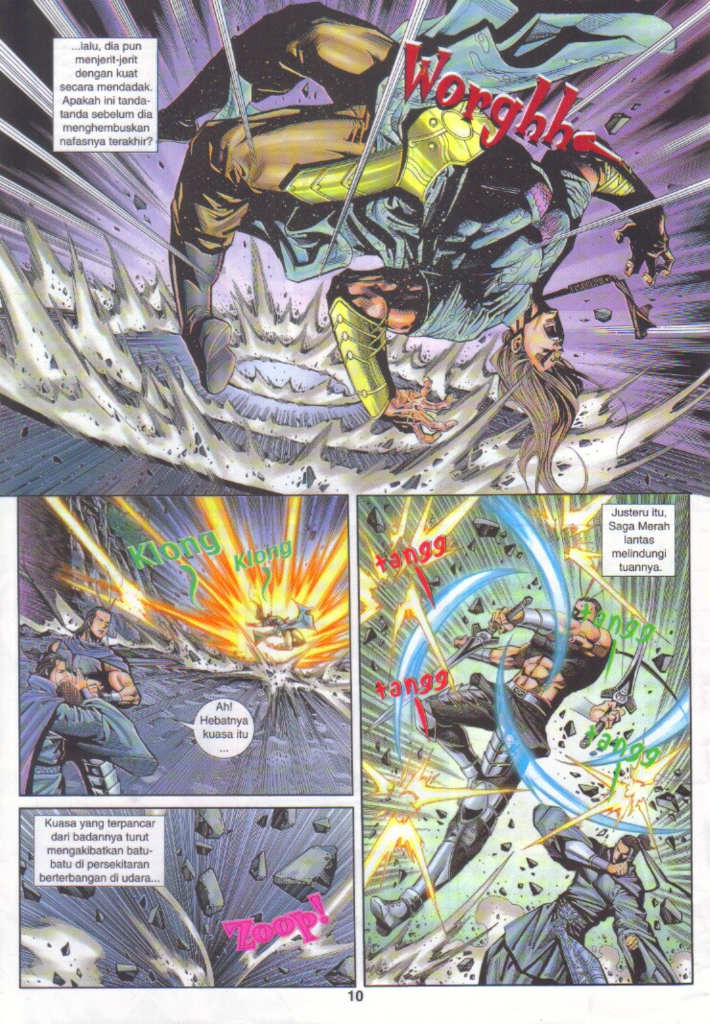 ...lalu, dia pun
menjerit-jerit
dengan kuat
secara mendadak.
Apakah ini tanda-
tanda sebelum dia
menghembuskan
nafasnya terakhir?
Worghh
Klong
Klong
Ah!
Hebatnya
kuasa itu
...
Kuasa yang terpancar
dari badannya turut
mengakibatkan batu-
batu di persekitaran
berterbangan di udara...
Zoop!
Justeru itu,
Saga Merah
lantas
melindungi
tuannya.
tangg
tangg
tangg
tangg
10